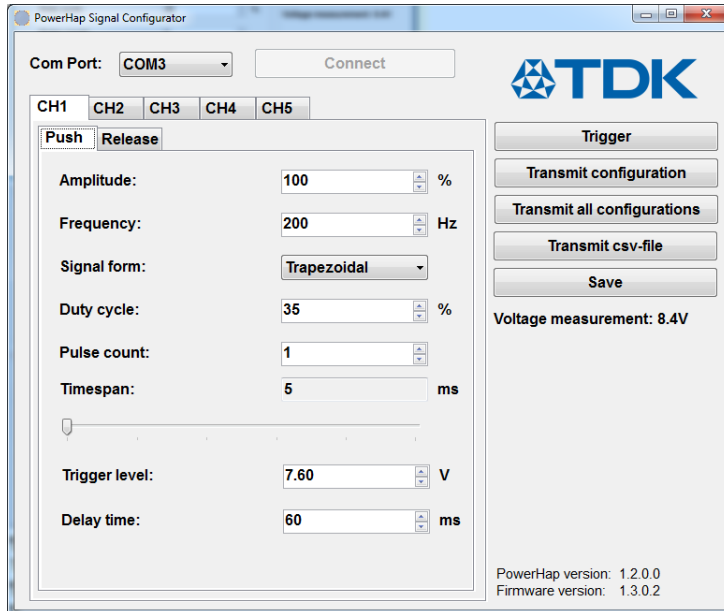 PowerHap Signal Configurator
Com Port: COM3 Connect
TDK
CH1 CH2 CH3 CH4 CH5
Push Release
Amplitude: 100 %
Frequency: 200 Hz
Signal form: Trapezoidal
Duty cycle: 35 %
Pulse count: 1
Timespan: 5 ms
Trigger level: 7.60 V
Delay time: 60 ms
Trigger
Transmit configuration
Transmit all configurations
Transmit csv-file
Save
Voltage measurement: 8.4V
PowerHap version: 1.2.0.0
Firmware version: 1.3.0.2